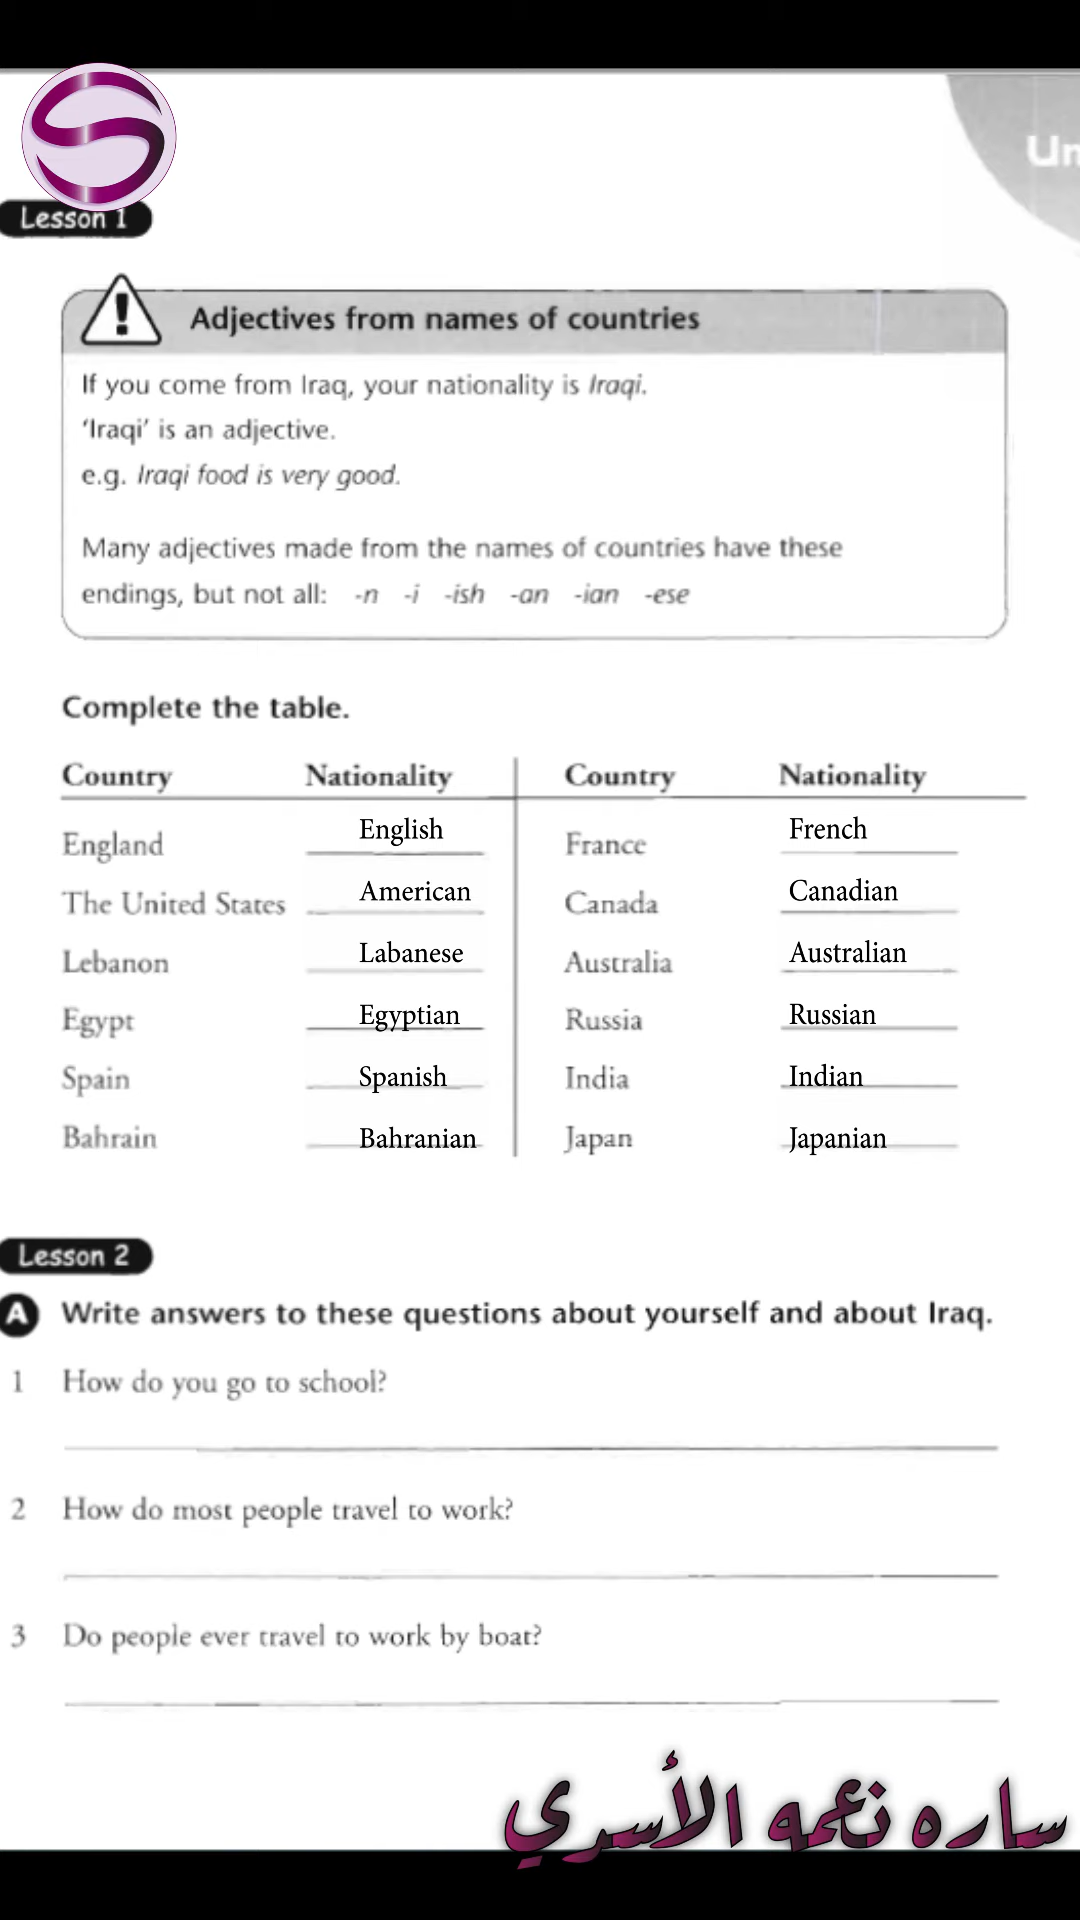 Un
Lesson 1
Adjectives from names of countries
If you come from Iraq, your nationality is Iraqi.
‘Iraqi’ is an adjective.
e.g. Iraqi food is very good.
Many adjectives made from the names of countries have these
endings, but not all: -n -i -ish -an -ian -ese
Complete the table.
Country Nationality Country Nationality
England English France French
The United States American Canada Canadian
Lebanon Labanese Australia Australian
Egypt Egyptian Russia Russian
Spain Spanish India Indian
Bahrain Bahranian Japan Japanian
Lesson 2
A Write answers to these questions about yourself and about Iraq.
1 How do you go to school?
2 How do most people travel to work?
3 Do people ever travel to work by boat?
ساره نعمه الأسدي